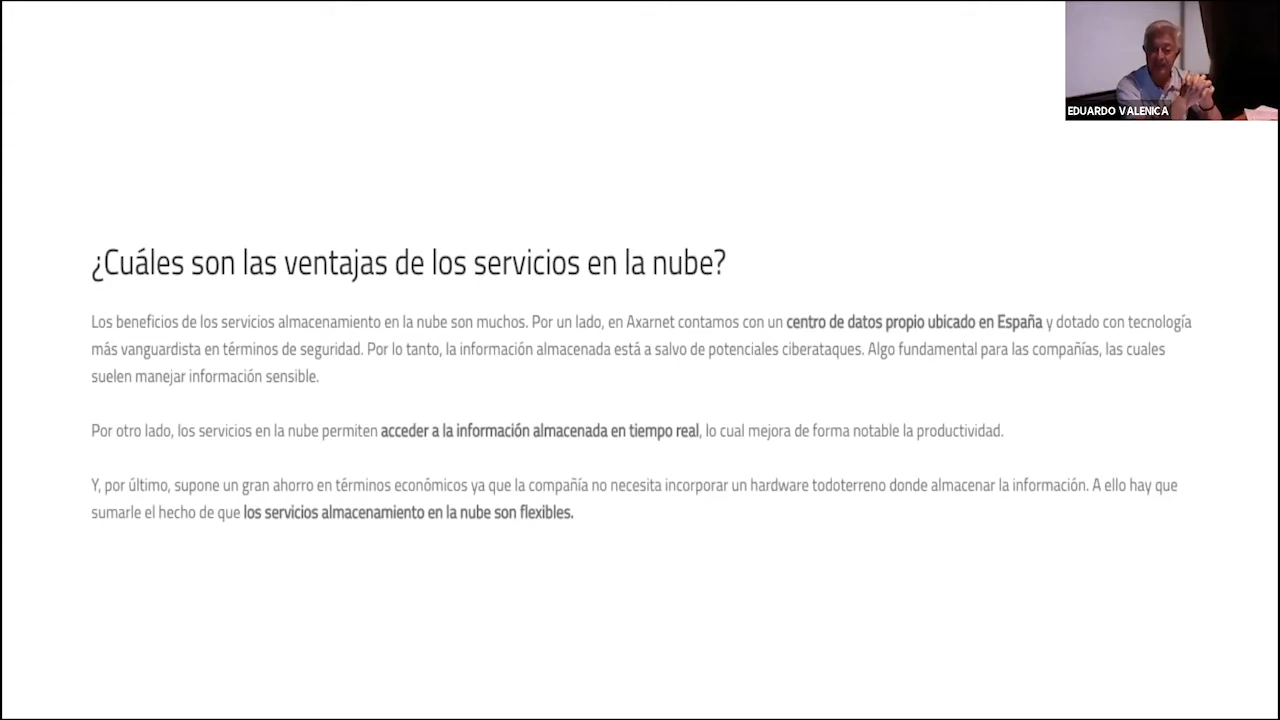 EDUARDO VALENICA
¿Cuáles son las ventajas de los servicios en la nube?
Los beneficios de los servicios almacenamiento en la nube son muchos. Por un lado, en Axarnet contamos con un centro de datos propio ubicado en España y dotado con tecnología
más vanguardista en términos de seguridad. Por lo tanto, la información almacenada está a salvo de potenciales ciberataques. Algo fundamental para las compañías, las cuales
suelen manejar información sensible.
Por otro lado, los servicios en la nube permiten acceder a la información almacenada en tiempo real, lo cual mejora de forma notable la productividad.
Y, por último, supone un gran ahorro en términos económicos ya que la compañía no necesita incorporar un hardware todoterreno donde almacenar la información. A ello hay que
sumarle el hecho de que los servicios almacenamiento en la nube son flexibles.